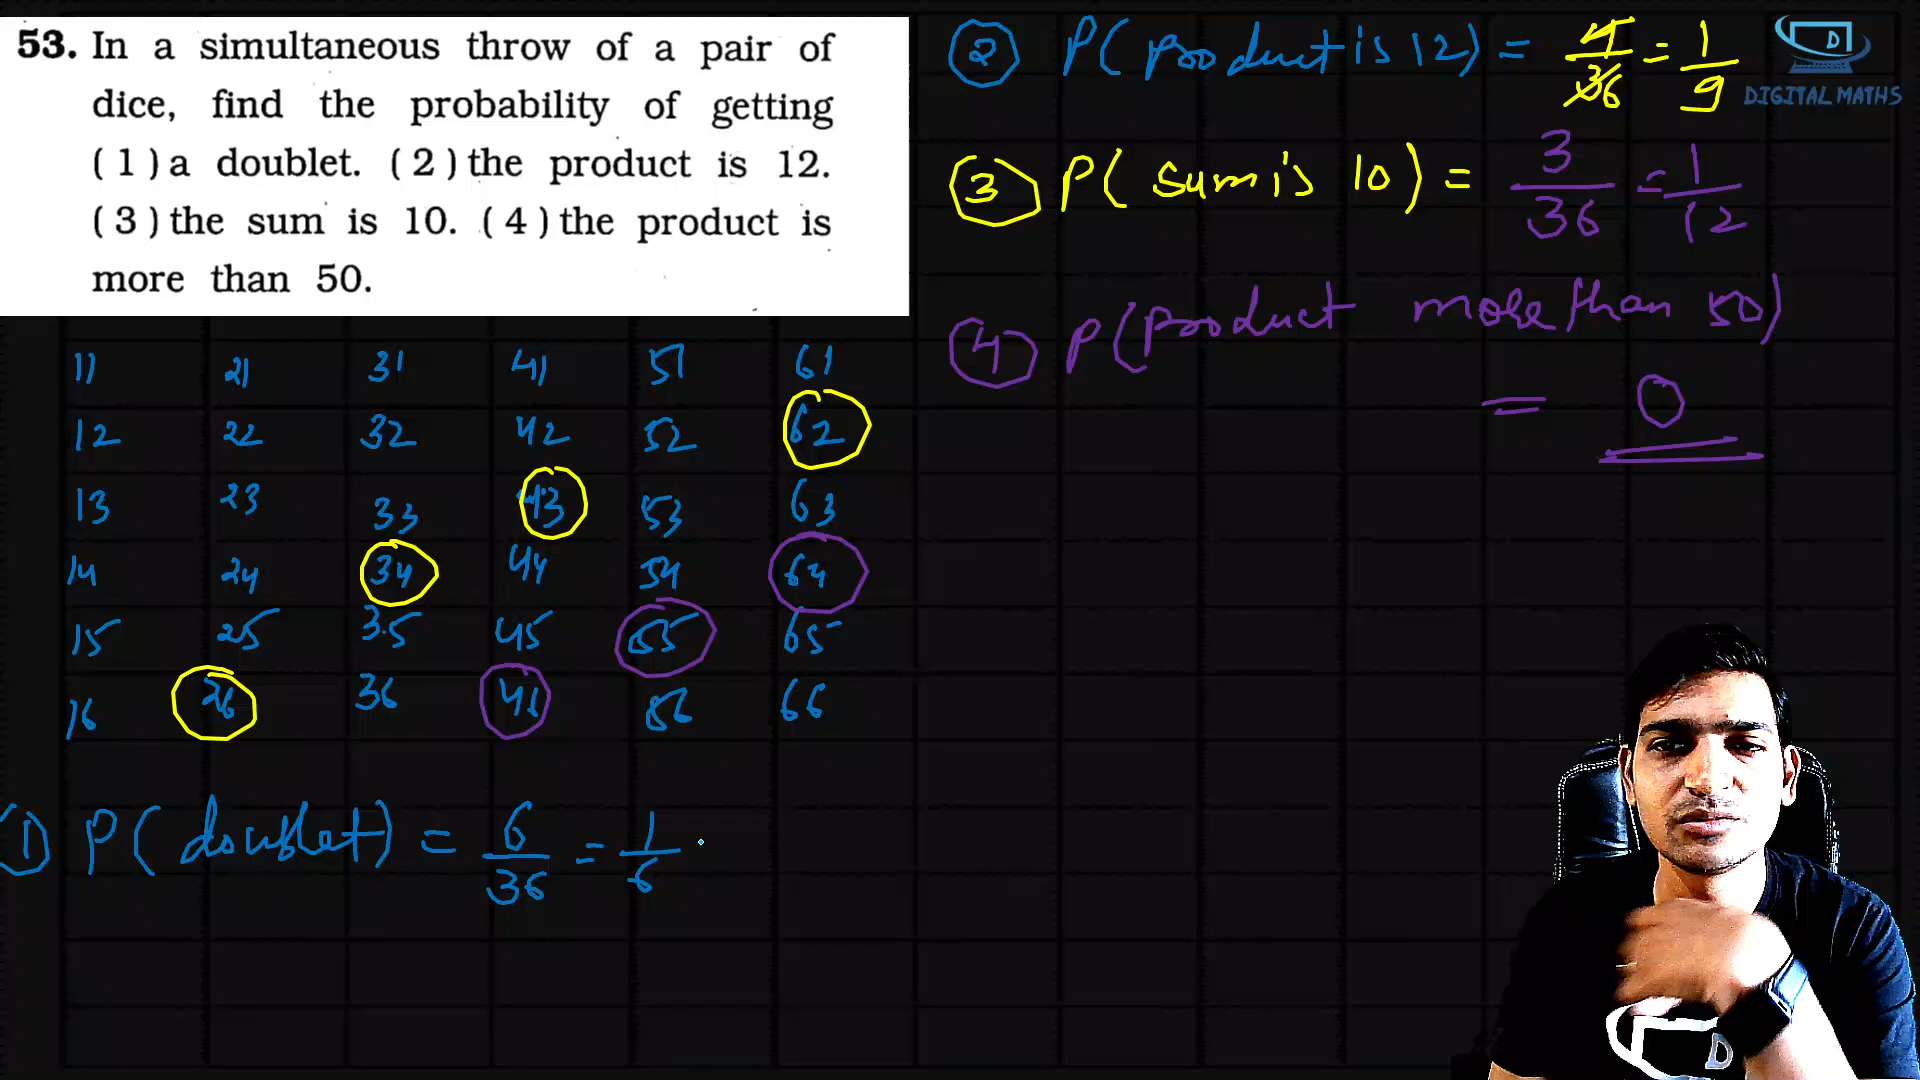 53. In a simultaneous throw of a pair of
dice, find the probability of getting
(1) a doublet. (2) the product is 12.
(3) the sum is 10. (4) the product is
more than 50.
11 21 31 41 51 61
12 22 32 42 52 62
13 23 33 43 53 63
14 24 34 44 54 64
15 25 35 45 55 65
16 26 36 46 56 66
(1) P(doublet) = 6/36 = 1/6
(2) P(product is 12) = 4/36 = 1/9
(3) P(sum is 10) = 3/36 = 1/12
(4) P(product more than 50)
= 0
D
DIGITAL MATHS
D